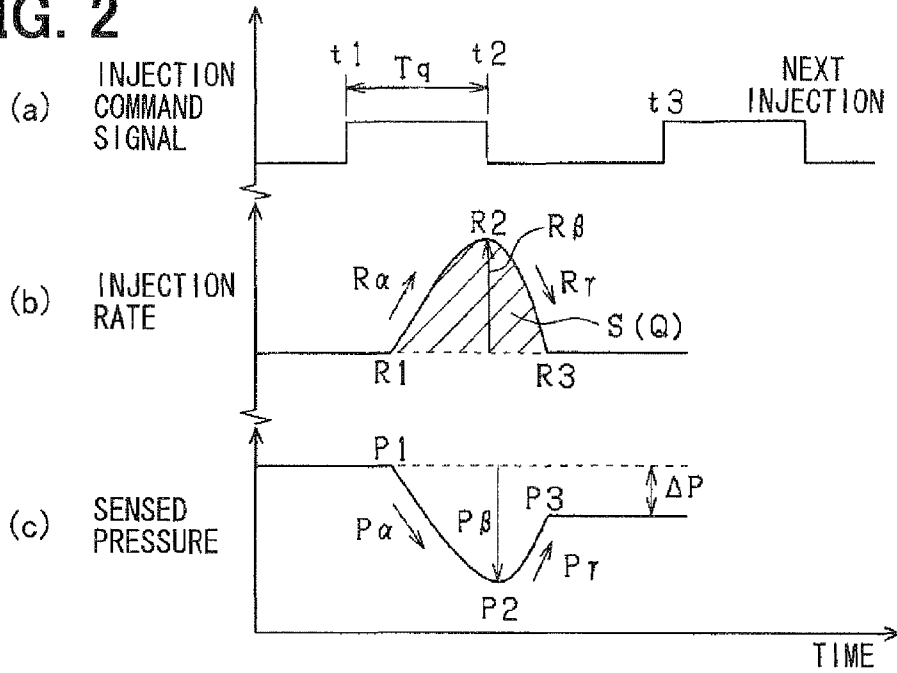 IG. 2
(a)
INJECTION
COMMAND
SIGNAL
t1
Tq
t2
t3
NEXT
INJECTION
(b)
INJECTION
RATE
Rα
R2
Rβ
Rγ
S(Q)
R1
R3
(c)
SENSED
PRESSURE
P1
Pα
Pβ
P3
ΔP
Pγ
P2
TIME